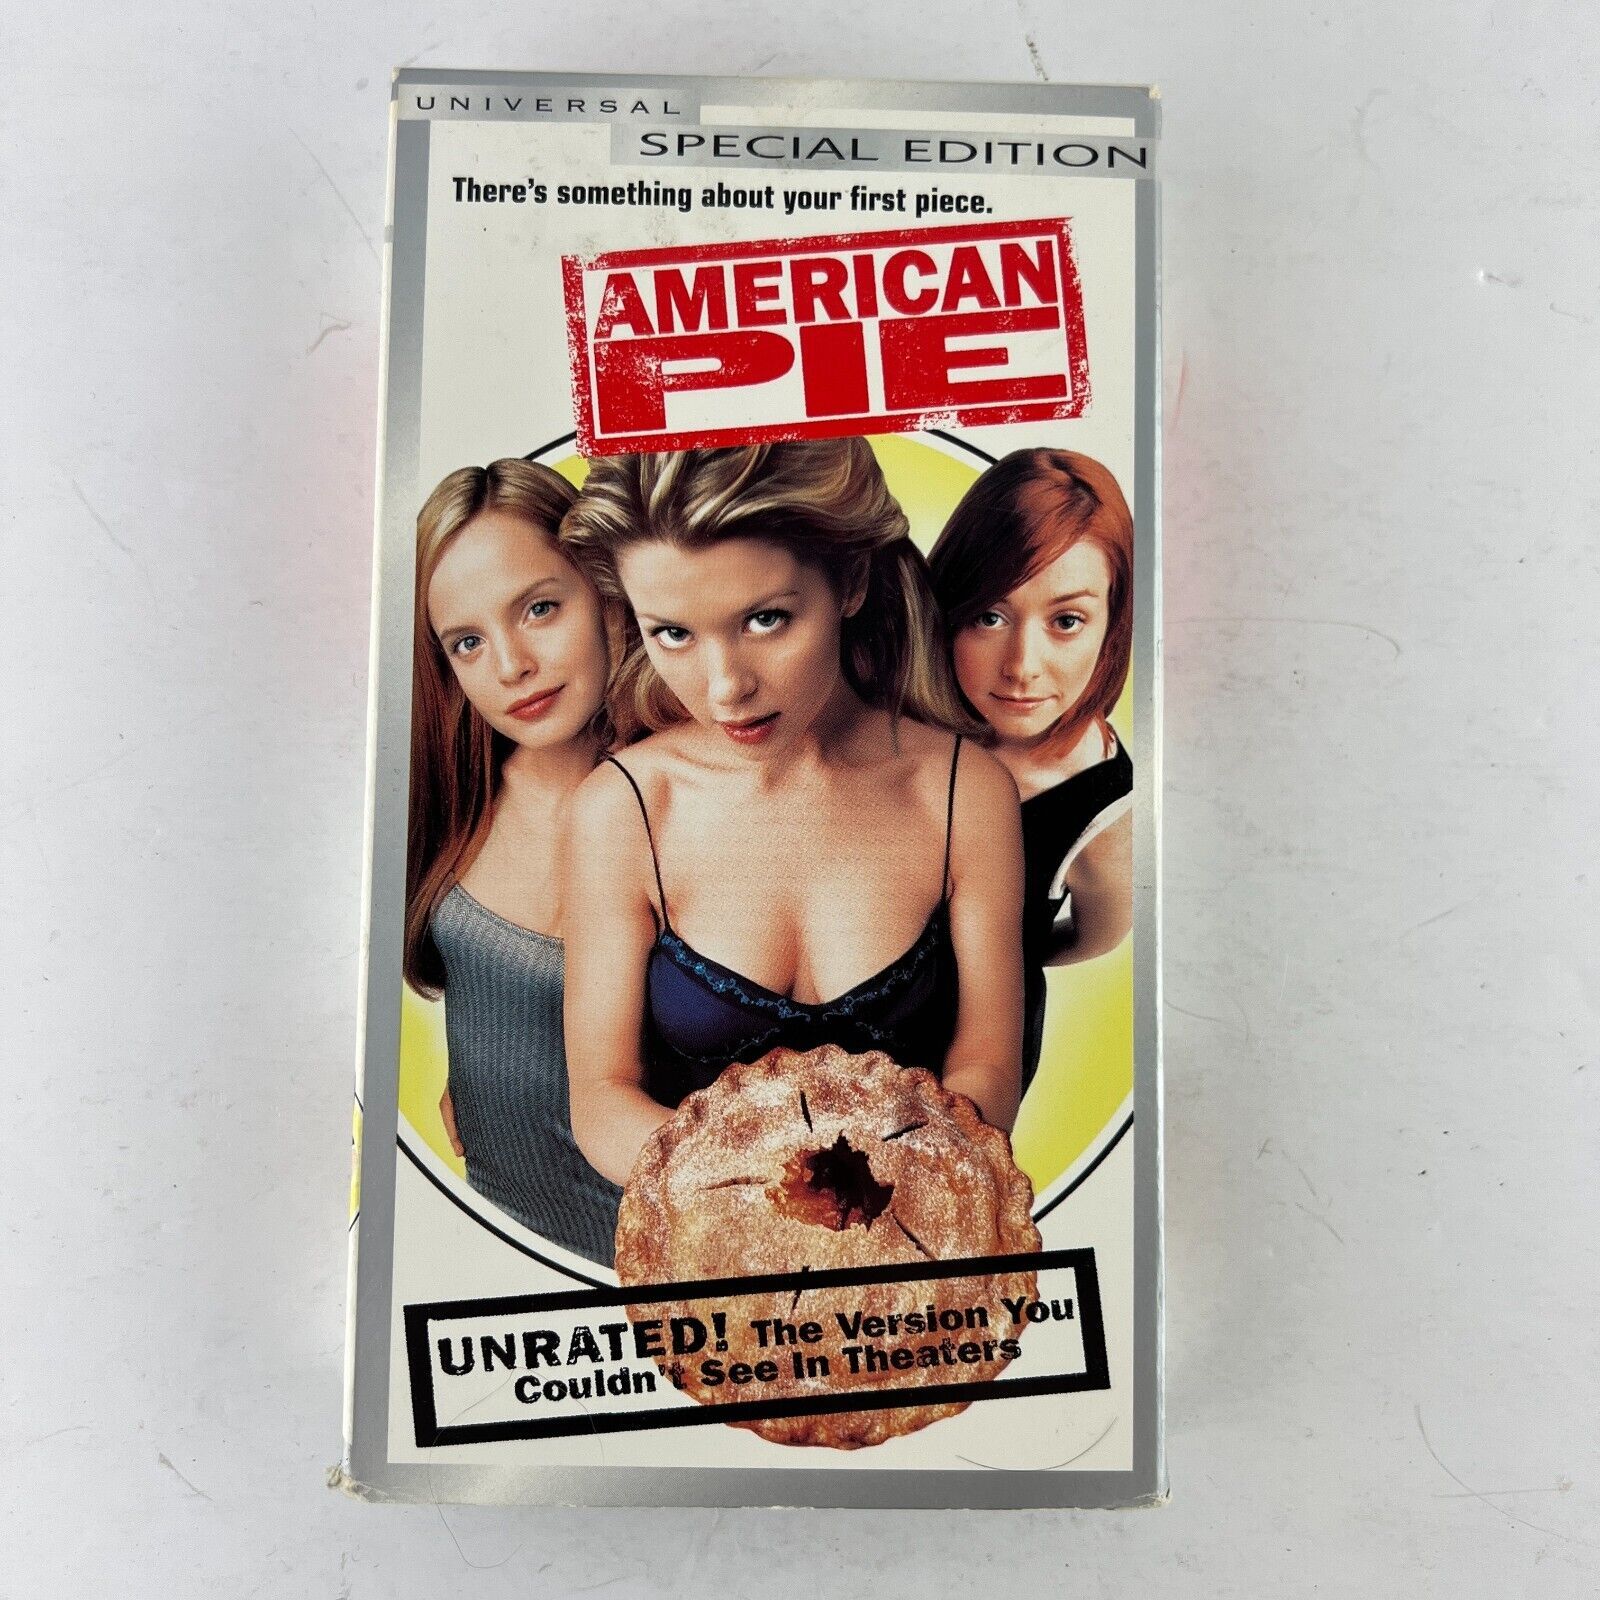 UNIVERSAL
SPECIAL EDITION
There's something about your first piece.
AMERICAN
PIE
UNRATED! The Version You
Couldn't See In Theaters